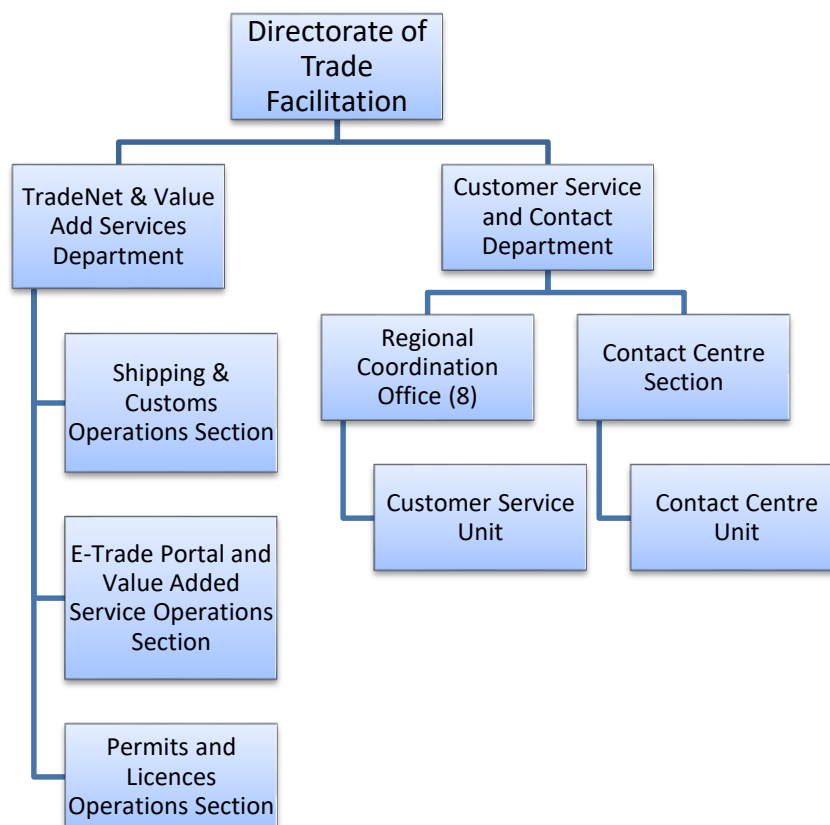 Directorate of
Trade
Facilitation
TradeNet & Value
Add Services
Department
Customer Service
and Contact
Department
Shipping &
Customs
Operations Section
E-Trade Portal and
Value Added
Service Operations
Section
Permits and
Licences
Operations Section
Regional
Coordination
Office (8)
Customer Service
Unit
Contact Centre
Section
Contact Centre
Unit